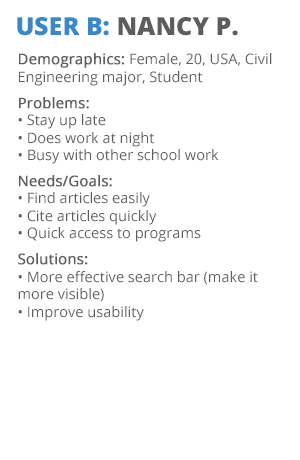 USER B: NANCY P.
Demographics: Female, 20, USA, Civil
Engineering major, Student
Problems:
• Stay up late
• Does work at night
• Busy with other school work
Needs/Goals:
• Find articles easily
• Cite articles quickly
• Quick access to programs
Solutions:
• More effective search bar (make it
more visible)
• Improve usability